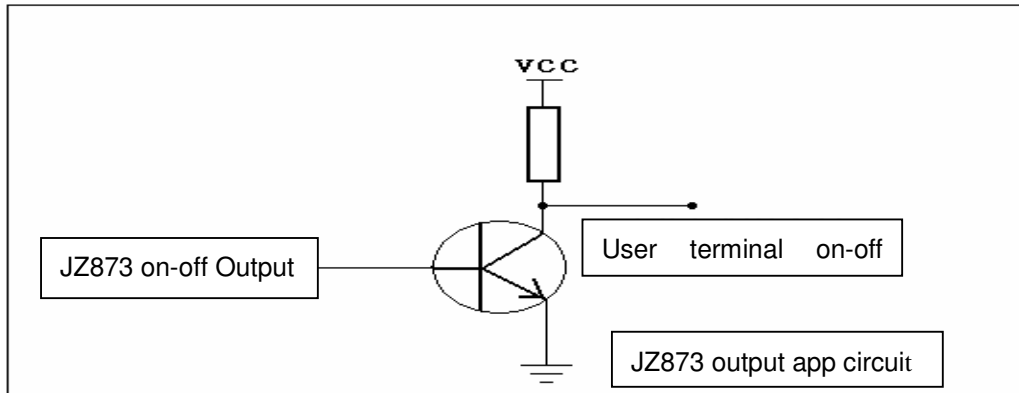 VCC
User terminal on-off
JZ873 on-off Output
JZ873 output app circuit